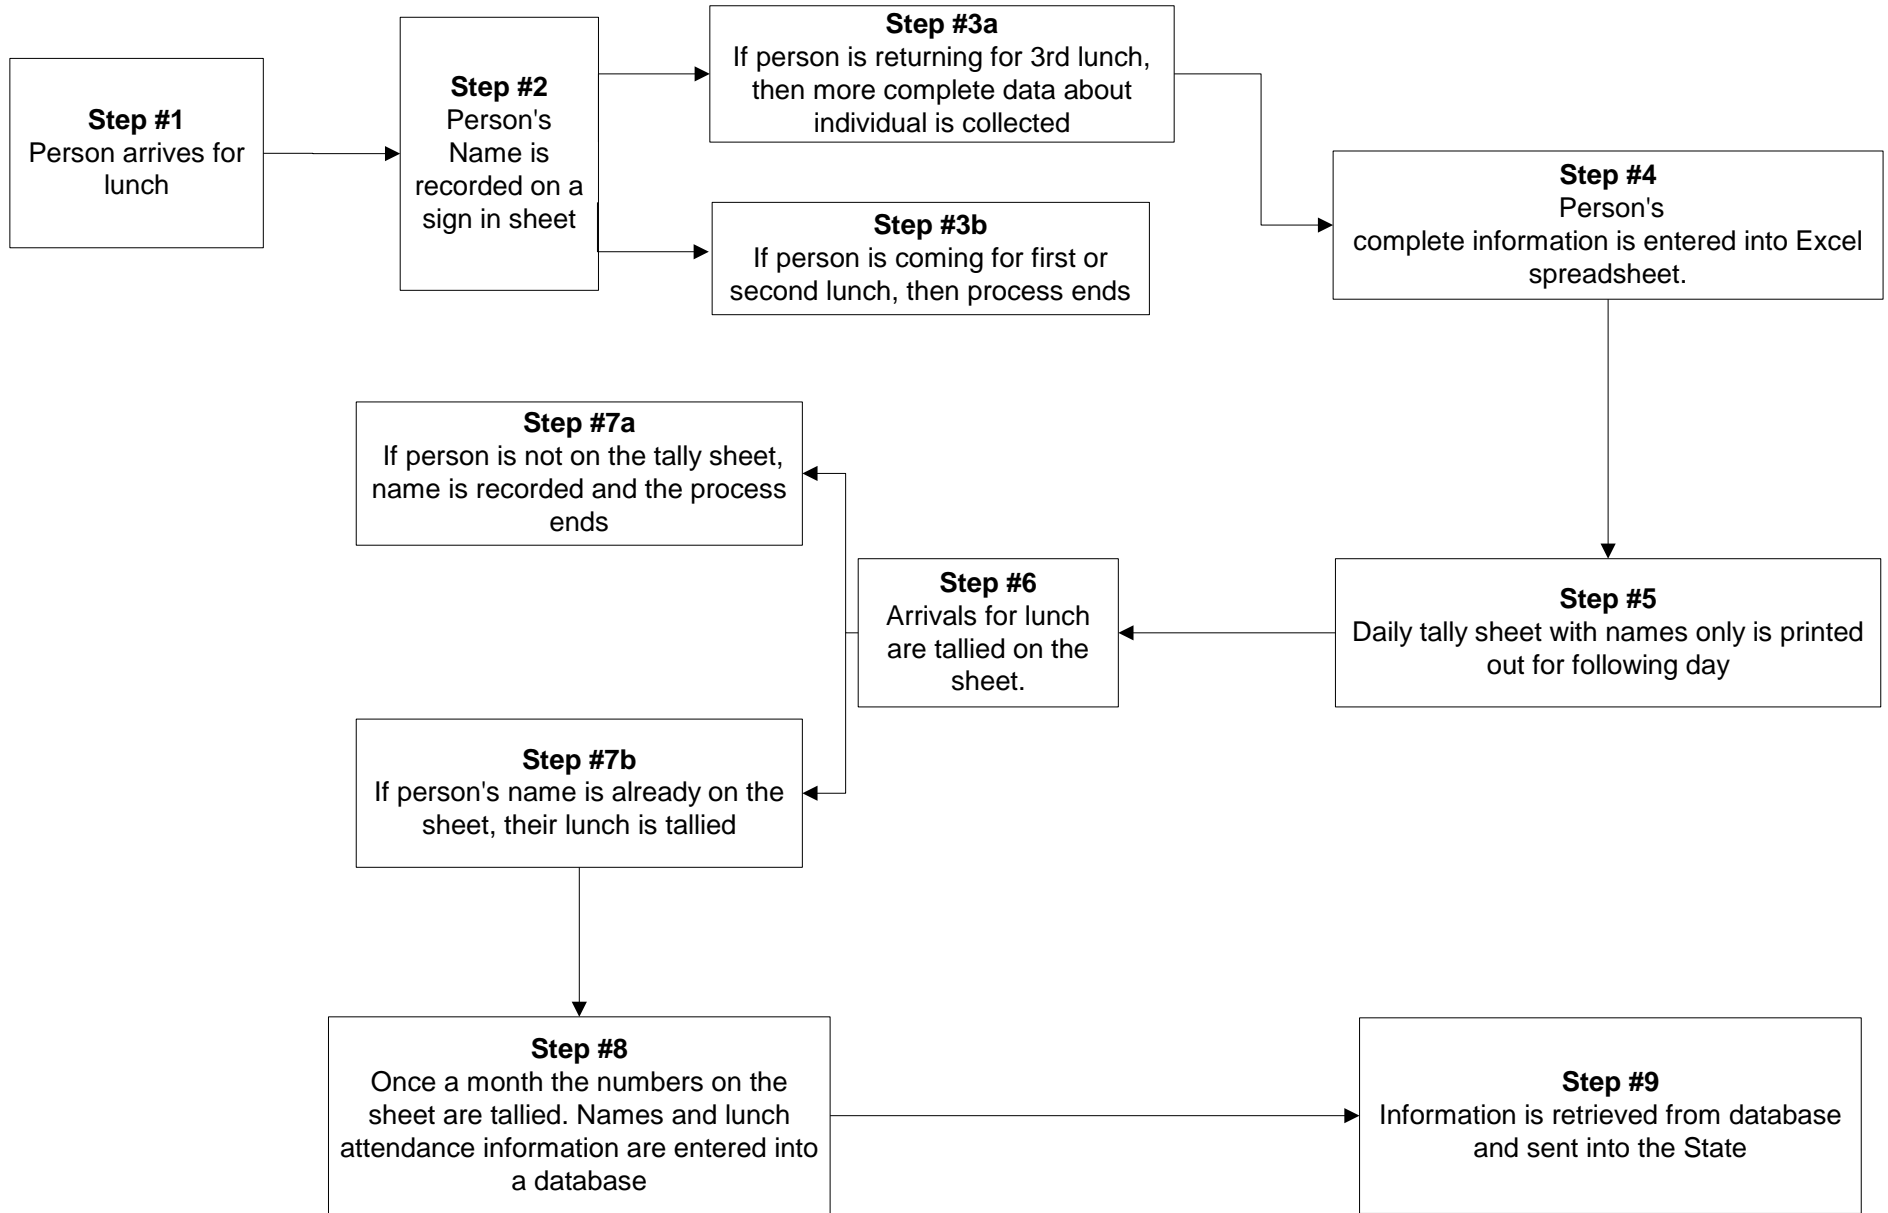 Step #1
Person arrives for
lunch
Step #2
Person's
Name is
recorded on a
sign in sheet
Step #3a
If person is returning for 3rd lunch,
then more complete data about
individual is collected
Step #3b
If person is coming for first or
second lunch, then process ends
Step #4
Person's
complete information is entered into Excel
spreadsheet.
Step #5
Daily tally sheet with names only is printed
out for following day
Step #6
Arrivals for lunch
are tallied on the
sheet.
Step #7a
If person is not on the tally sheet,
name is recorded and the process
ends
Step #7b
If person's name is already on the
sheet, their lunch is tallied
Step #8
Once a month the numbers on the
sheet are tallied. Names and lunch
attendance information are entered into
a database
Step #9
Information is retrieved from database
and sent into the State